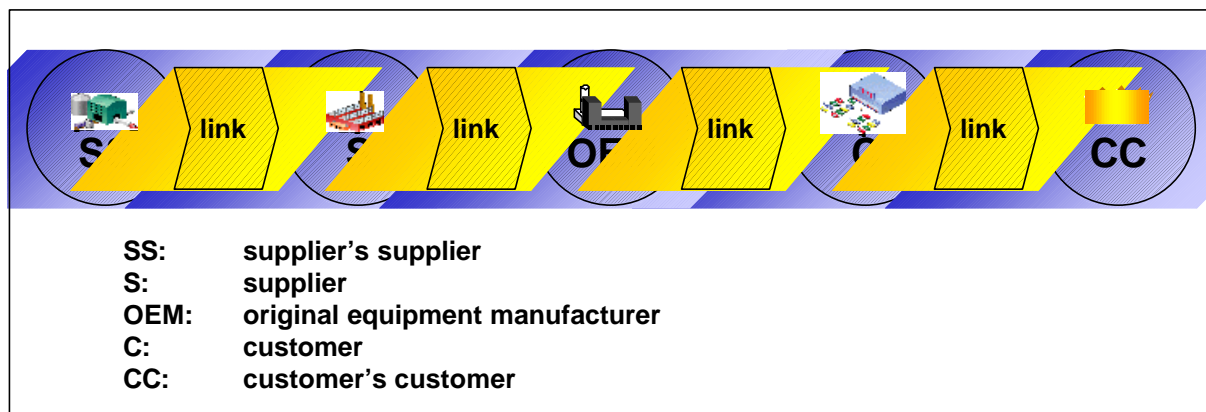 link link link link
CC
SS: supplier’s supplier
S: supplier
OEM: original equipment manufacturer
C: customer
CC: customer’s customer